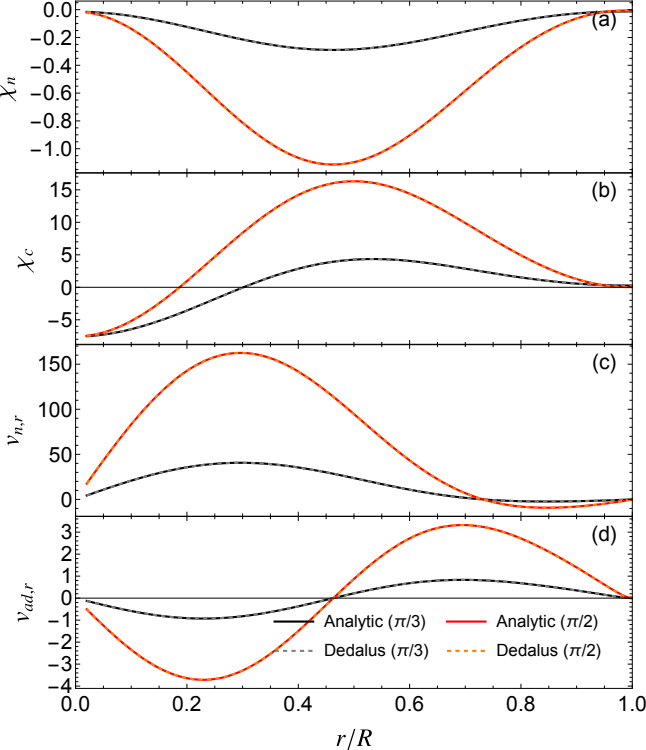 0.0
(a)
−0.2
−0.4
χn
−0.6
−0.8
−1.0
15
(b)
10
χc
5
0
−5
150
(c)
100
vn,r
50
0
3
(d)
2
1
vad,r
0
−1
Analytic (π/3)
Analytic (π/2)
−2
Dedalus (π/3)
Dedalus (π/2)
−3
−4
0.0
0.2
0.4
0.6
0.8
1.0
r/R